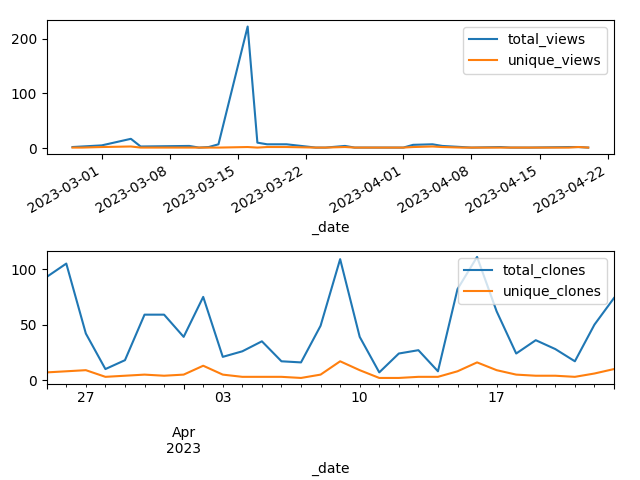 200
100
0
total_views
unique_views
2023-03-01
2023-03-08
2023-03-15
2023-03-22
2023-04-01
2023-04-08
2023-04-15
2023-04-22
_date
100
50
0
total_clones
unique_clones
27
03
10
17
Apr
2023
_date